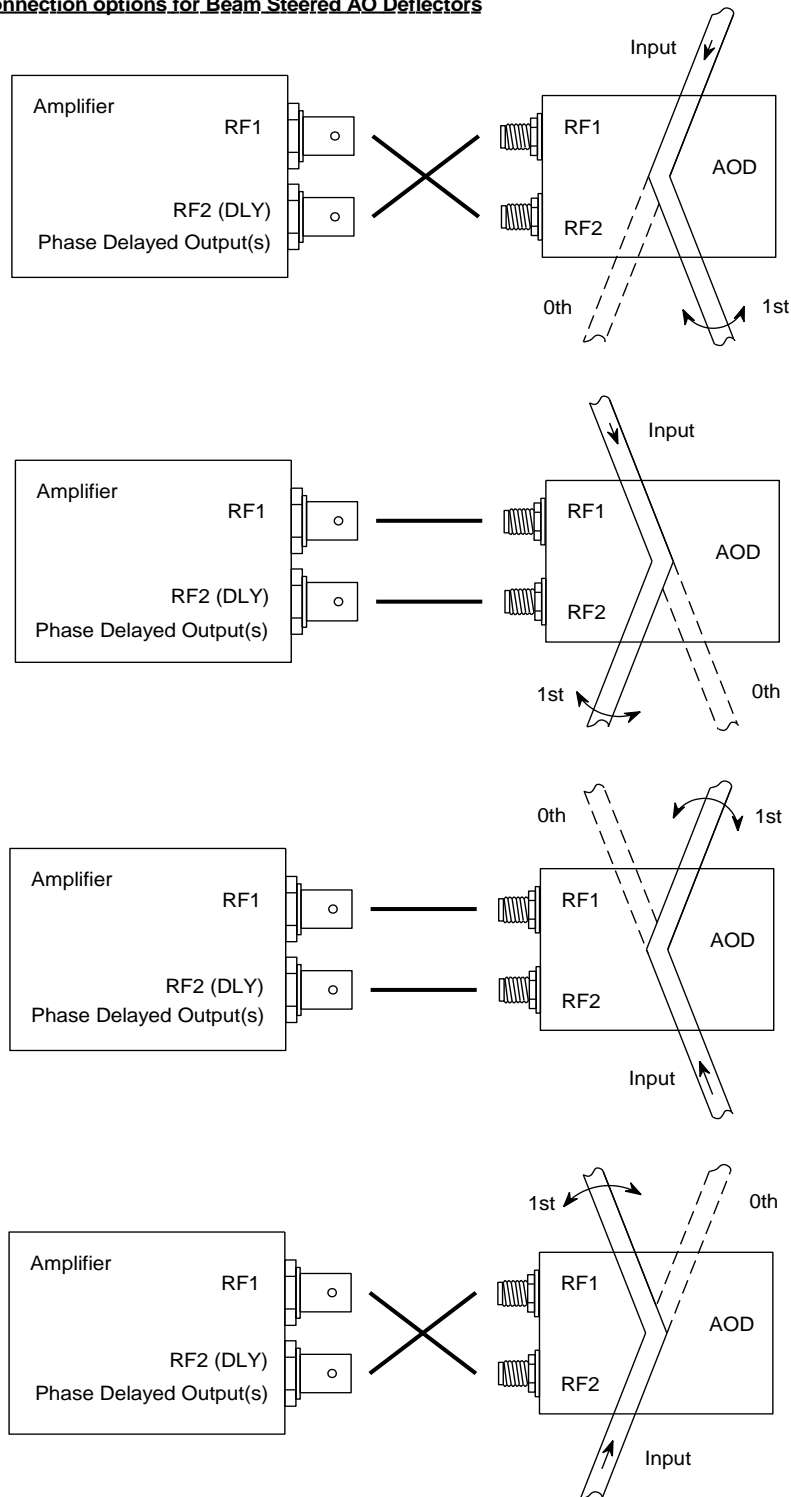 onnection options for Beam Steered AO Deflectors
Input
Amplifier
RF1
RF2 (DLY)
Phase Delayed Output(s)
RF1
AOD
RF2
0th
1st
Input
Amplifier
RF1
RF2 (DLY)
Phase Delayed Output(s)
RF1
AOD
RF2
1st
0th
0th
1st
Amplifier
RF1
RF2 (DLY)
Phase Delayed Output(s)
RF1
AOD
RF2
Input
1st
0th
Amplifier
RF1
RF2 (DLY)
Phase Delayed Output(s)
RF1
AOD
RF2
Input